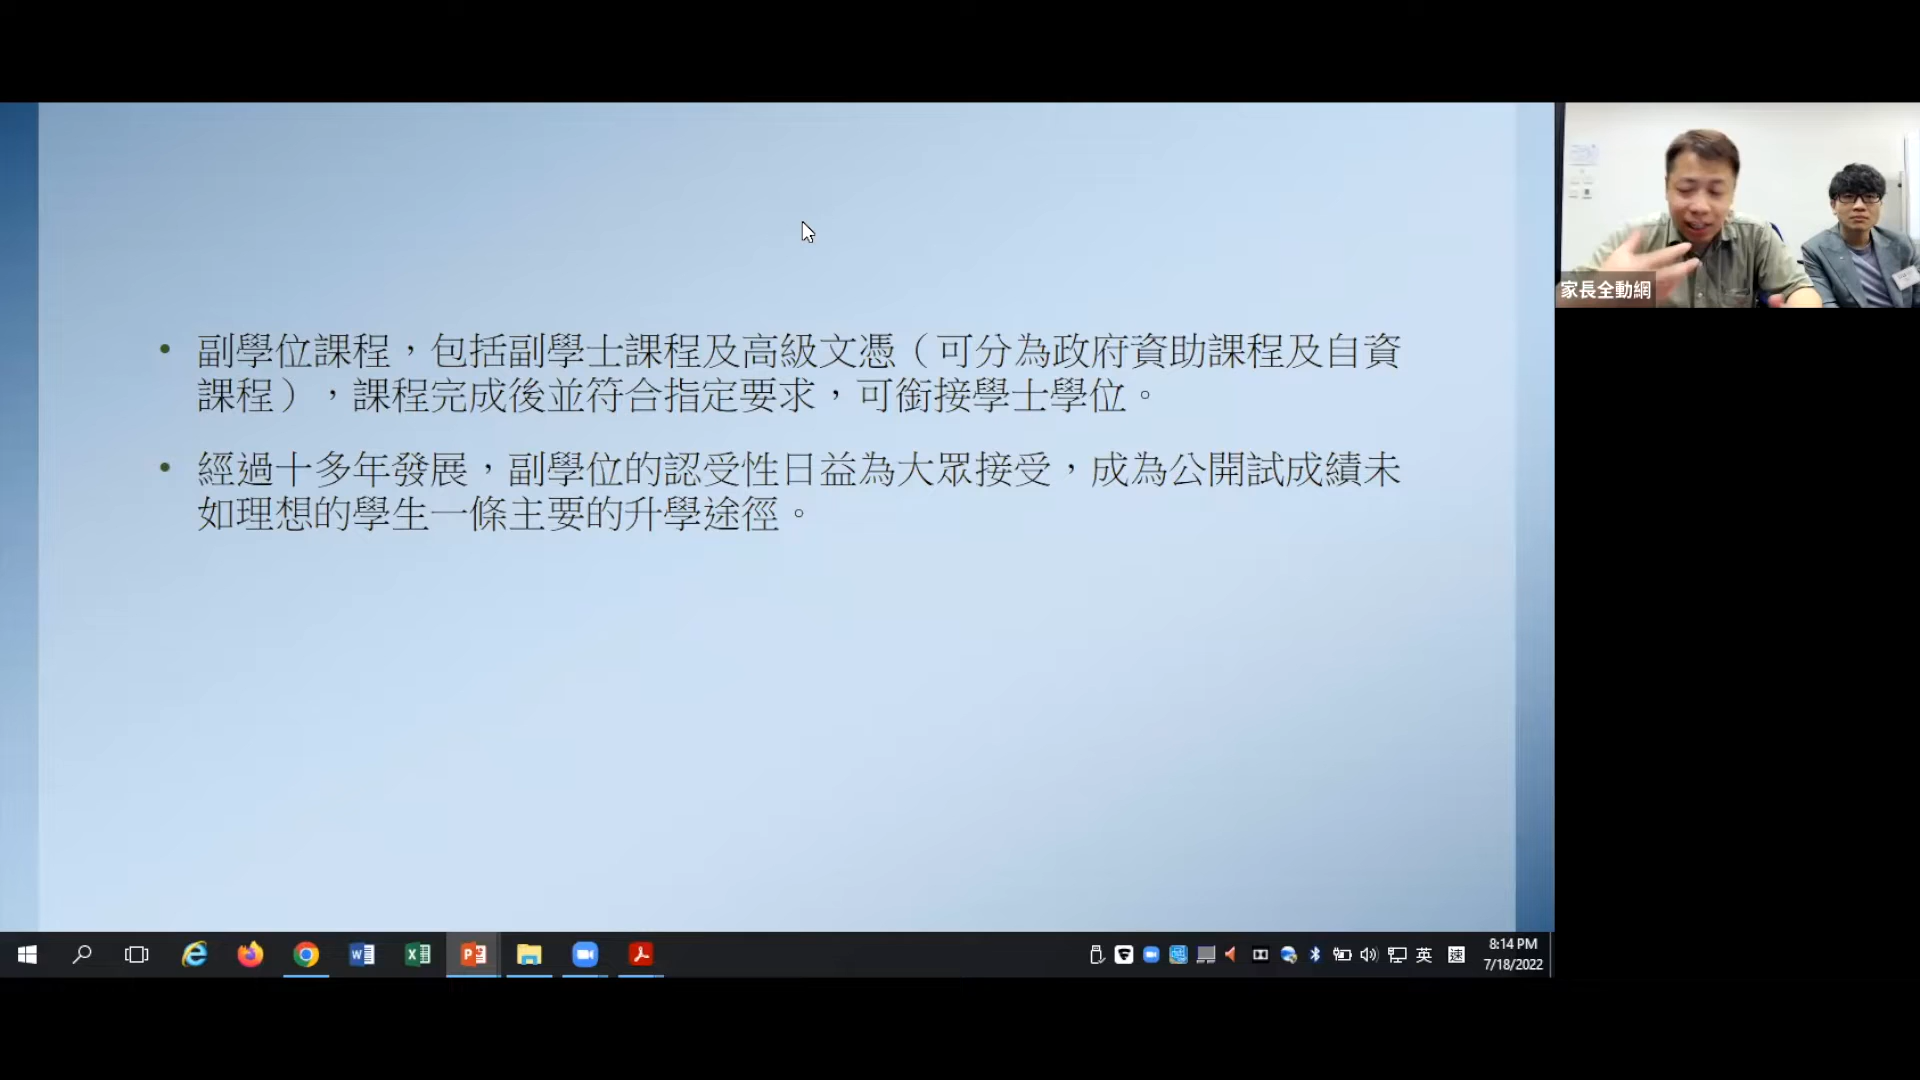 副學位課程，包括副學士課程及高級文憑（可分為政府資助課程及自資
課程），課程完成後並符合指定要求，可銜接學士學位。
經過十多年發展，副學位的認受性日益為大眾接受，成為公開試成績未
如理想的學生一條主要的升學途徑。
家長全動網
英
速
8:14 PM
7/18/2022